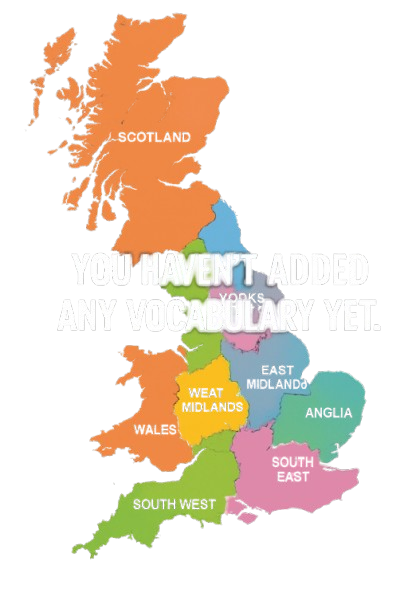 SCOTLAND
YOU HAVEN'T ADDED
YORKS
ANY VOCABULARY YET.
EAST
MIDLANDS
WEAT
MIDLANDS
ANGLIA
WALES
SOUTH
EAST
SOUTH WEST